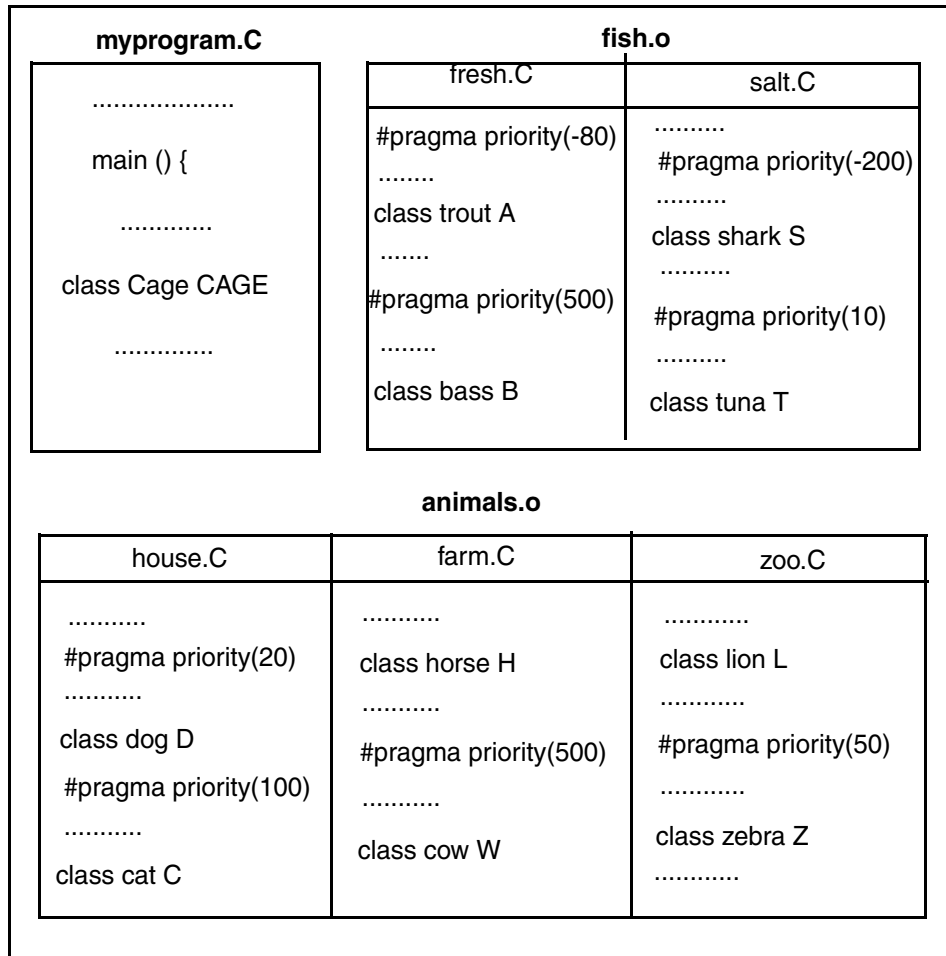 myprogram.C
....................
main () {
.............
class Cage CAGE
..............
fish.o
fresh.C
#pragma priority(-80)
........
class trout A
.......
#pragma priority(500)
........
class bass B
salt.C
..........
#pragma priority(-200)
..........
class shark S
..........
#pragma priority(10)
..........
class tuna T
animals.o
house.C
...........
#pragma priority(20)
...........
class dog D
#pragma priority(100)
...........
class cat C
farm.C
...........
class horse H
...........
#pragma priority(500)
...........
class cow W
zoo.C
............
class lion L
............
#pragma priority(50)
............
class zebra Z
............